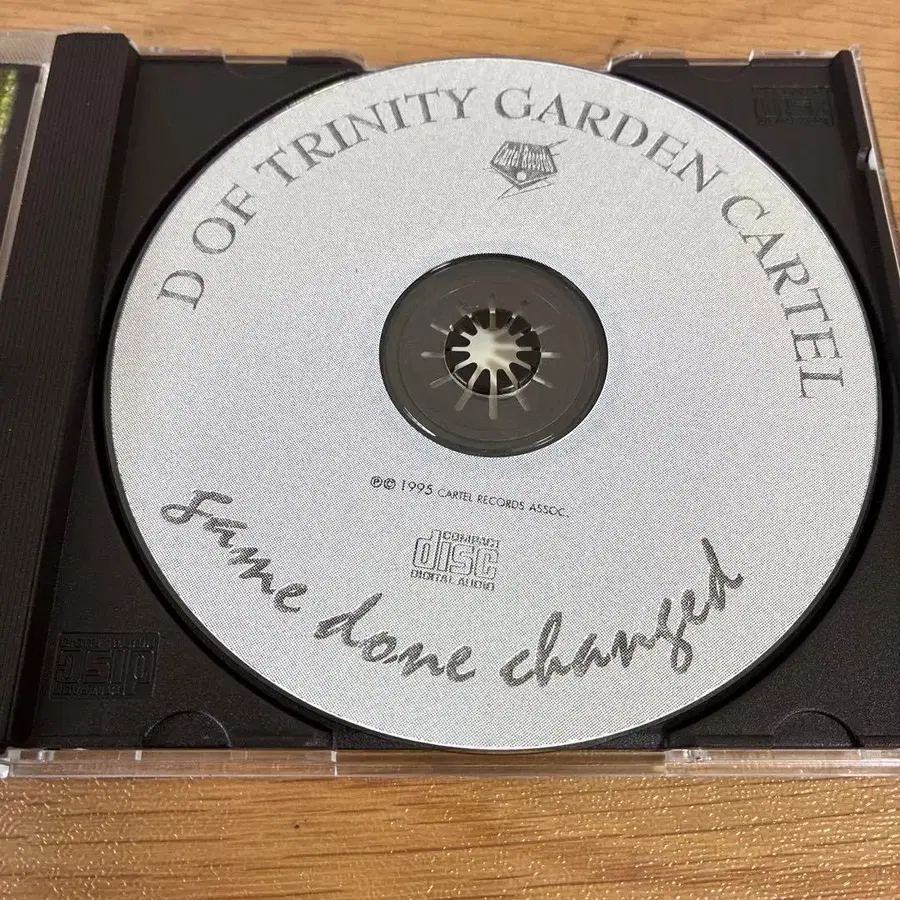 D OF TRINITY GARDEN CARTEL
Cartel Records
℗© 1995 CARTEL RECORDS ASSOC.
COMPACT
disc
DIGITAL AUDIO
Game done changed